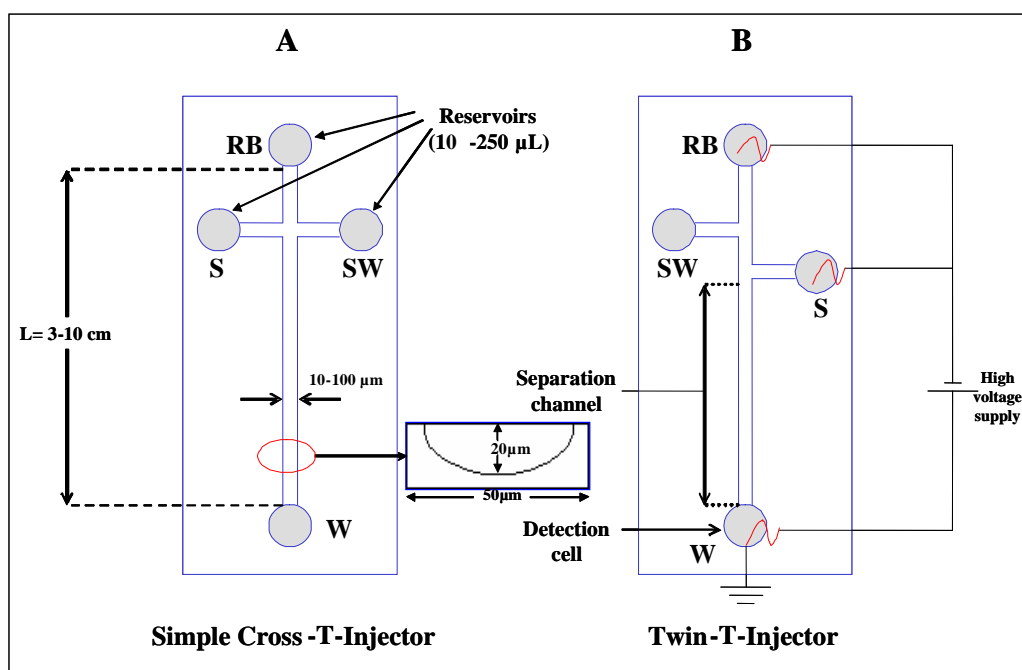 A
B
Reservoirs
(10 -250 µL)
RB
RB
S
SW
SW
S
L= 3-10 cm
10-100 µm
Separation
channel
High
voltage
supply
20µm
50µm
W
Detection
cell
W
Simple Cross -T-Injector
Twin-T-Injector